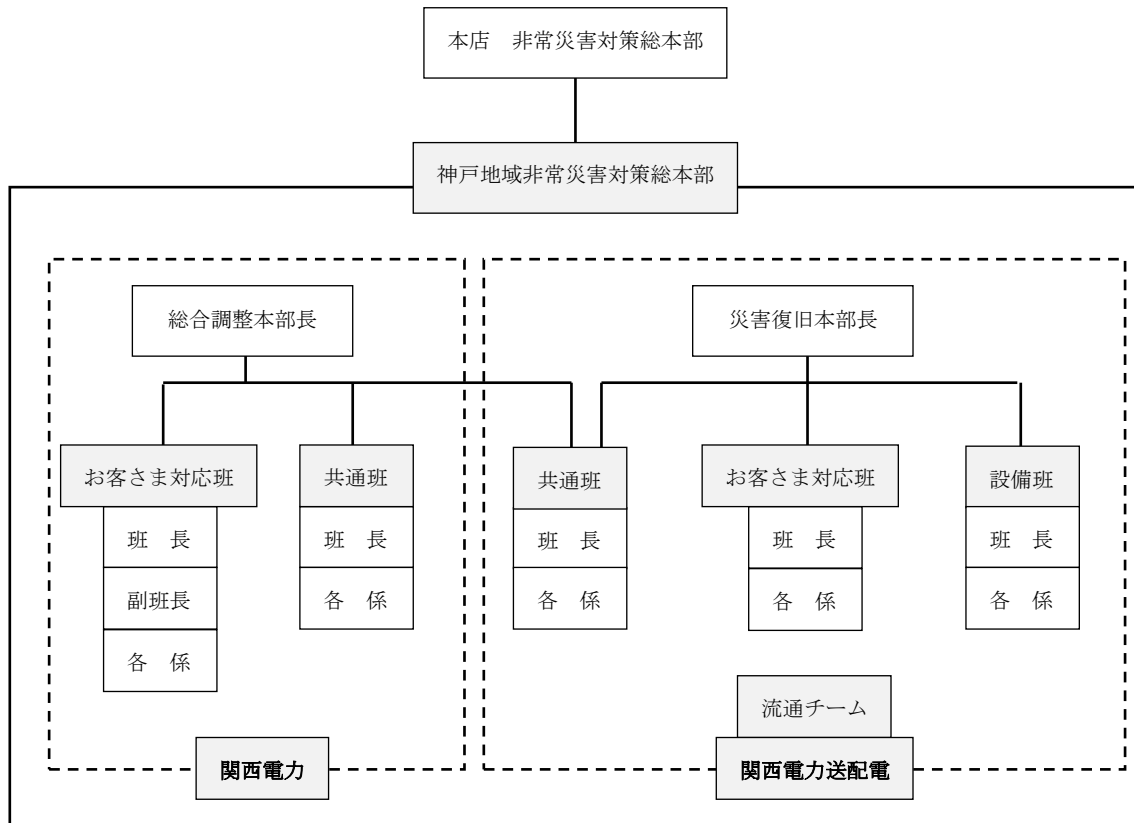 本店　非常災害対策総本部
神戸地域非常災害対策総本部
総合調整本部長
災害復旧本部長
お客さま対応班
共通班
共通班
お客さま対応班
設備班
班　長
班　長
班　長
班　長
班　長
副班長
各　係
各　係
各　係
各　係
各　係
流通チーム
関西電力
関西電力送配電